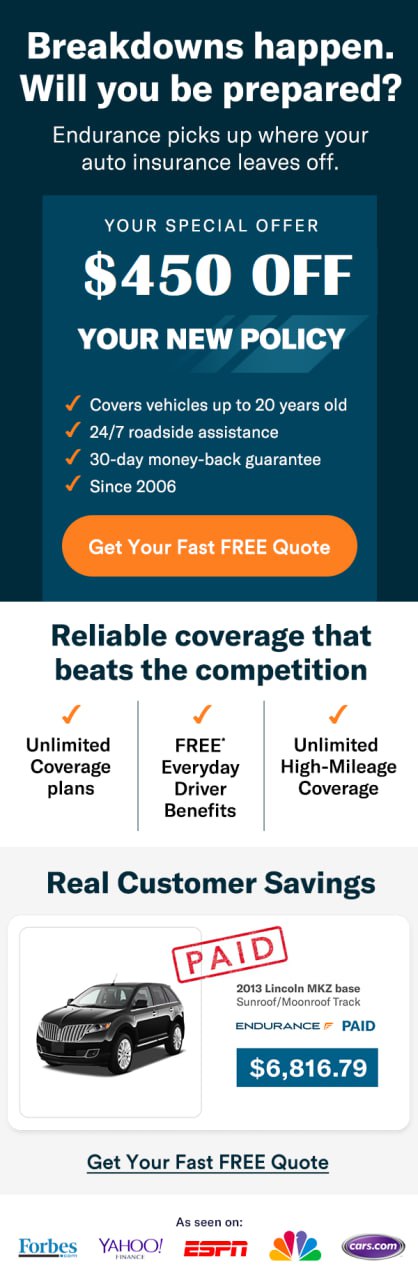 Breakdowns happen.
Will you be prepared?
Endurance picks up where your
auto insurance leaves off.
YOUR SPECIAL OFFER
$450 OFF
YOUR NEW POLICY
✓ Covers vehicles up to 20 years old
✓ 24/7 roadside assistance
✓ 30-day money-back guarantee
✓ Since 2006
Get Your Fast FREE Quote
Reliable coverage that
beats the competition
Unlimited
Coverage
plans
FREE*
Everyday
Driver
Benefits
Unlimited
High-Mileage
Coverage
Real Customer Savings
PAID
2013 Lincoln MKZ base
Sunroof/Moonroof Track
ENDURANCE PAID
$6,816.79
Get Your Fast FREE Quote
As seen on:
Forbes
YAHOO!
FINANCE
ESPN
cars.com